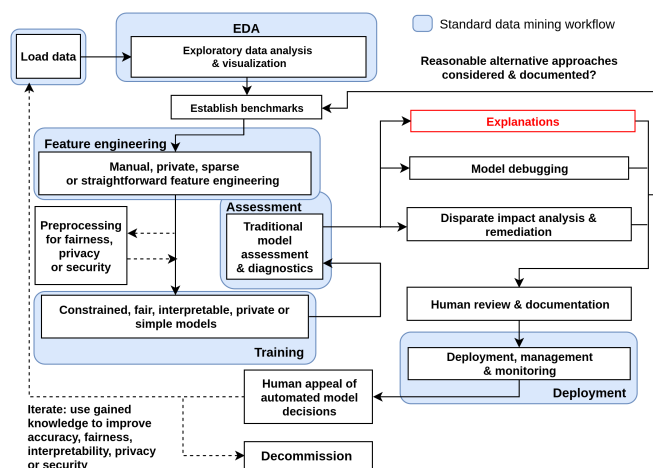 EDA
Standard data mining workflow
Load data
Exploratory data analysis
& visualization
Reasonable alternative approaches
considered & documented?
Establish benchmarks
Explanations
Feature engineering
Manual, private, sparse
or straightforward feature engineering
Model debugging
Assessment
Traditional
model
assessment
& diagnostics
Preprocessing
for fairness,
privacy
or security
Disparate impact analysis &
remediation
Constrained, fair, interpretable, private or
simple models
Training
Human review & documentation
Deployment, management
& monitoring
Deployment
Human appeal of
automated model
decisions
Iterate: use gained
knowledge to improve
accuracy, fairness,
interpretability, privacy
or security
Decommission